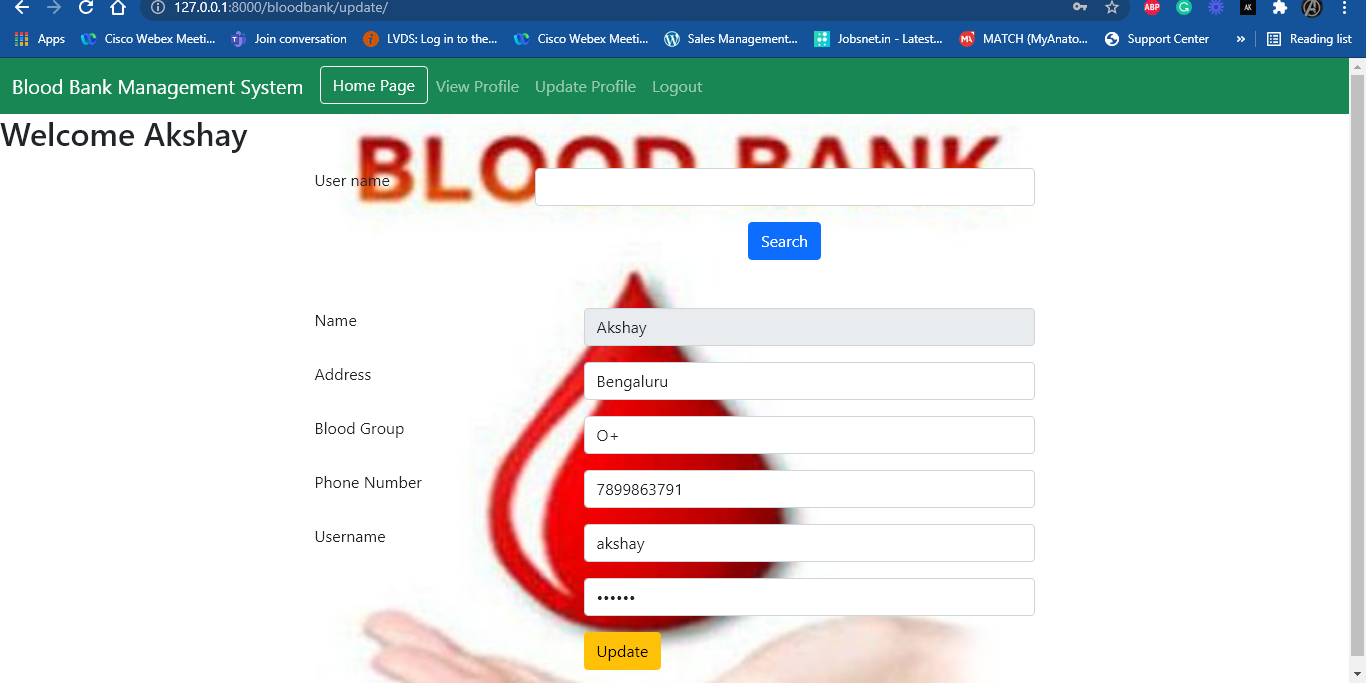 127.0.0.1:8000/bloodbank/update/
ABP AK
Apps Cisco Webex Meeti... Join conversation LVDS: Log in to the... Cisco Webex Meeti... Sales Management... Jobsnet.in - Latest... MATCH (MyAnato... Support Center » Reading list
Blood Bank Management System Home Page View Profile Update Profile Logout
Welcome Akshay
BLOOD BANK
User name
Search
Name Akshay
Address Bengaluru
Blood Group O+
Phone Number 7899863791
Username akshay
••••••
Update